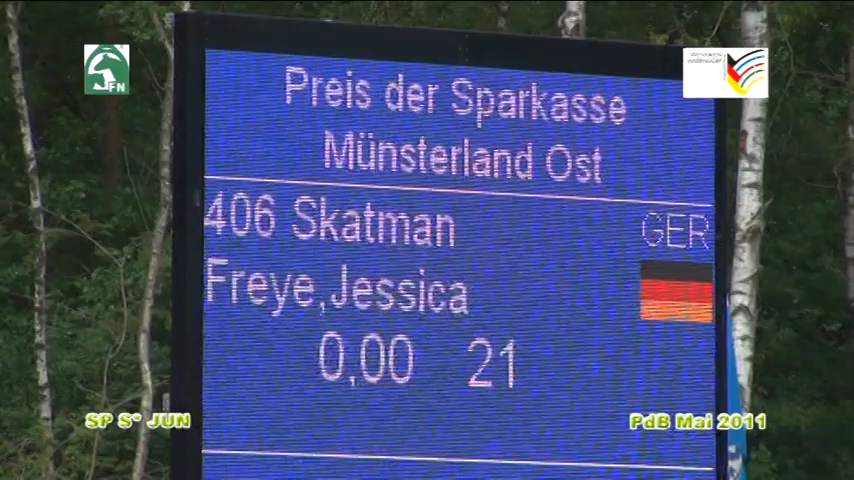 FN
Preis der Sparkasse
Münsterland Ost
406 Skatman GER
Freye,Jessica
0,00 21
SP S* JUN
PdB Mai 2011